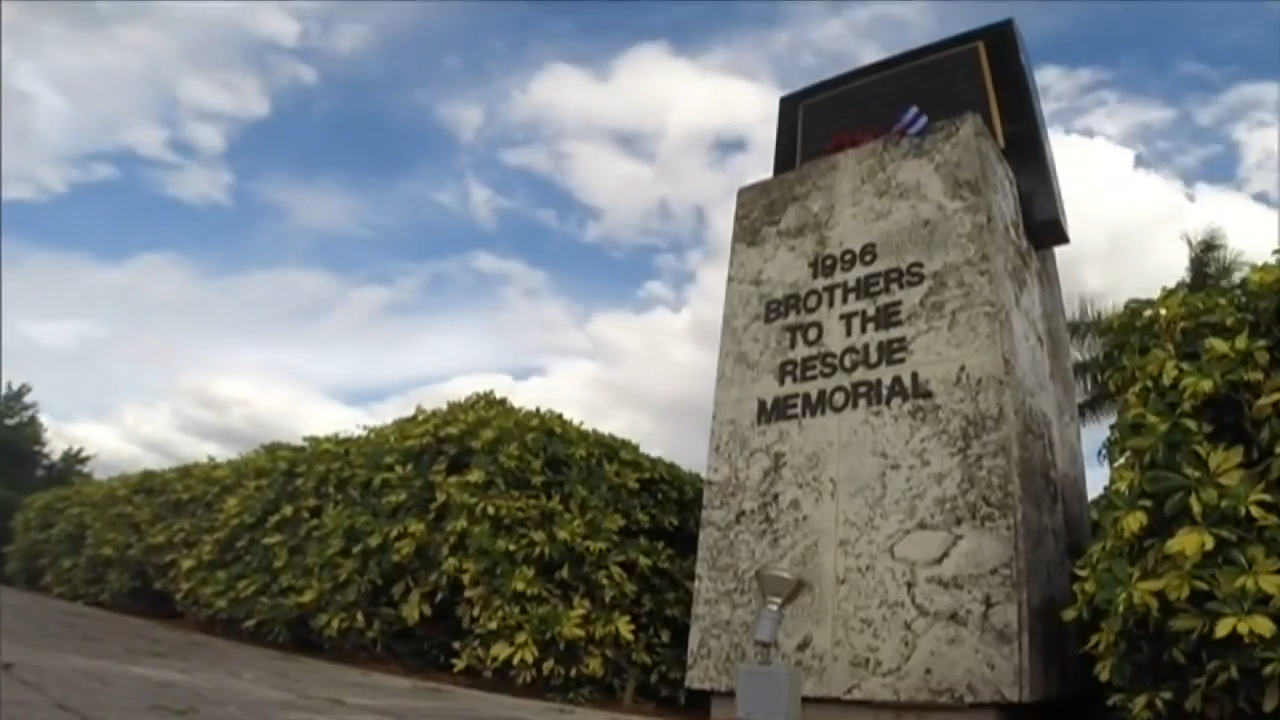 1996
BROTHERS
TO THE
RESCUE
MEMORIAL